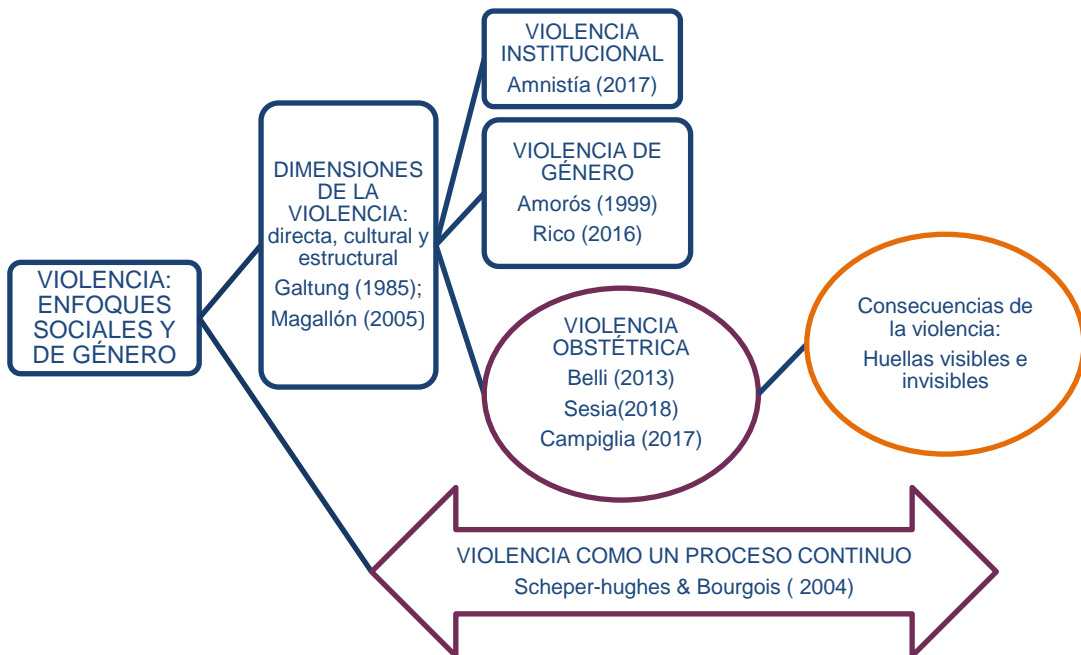 VIOLENCIA:
ENFOQUES
SOCIALES Y
DE GÉNERO
DIMENSIONES
DE LA
VIOLENCIA:
directa, cultural y
estructural
Galtung (1985);
Magallón (2005)
VIOLENCIA
INSTITUCIONAL
Amnistía (2017)
VIOLENCIA DE
GÉNERO
Amorós (1999)
Rico (2016)
VIOLENCIA
OBSTÉTRICA
Belli (2013)
Sesia(2018)
Campiglia (2017)
Consecuencias de
la violencia:
Huellas visibles e
invisibles
VIOLENCIA COMO UN PROCESO CONTINUO
Scheper-hughes & Bourgois ( 2004)